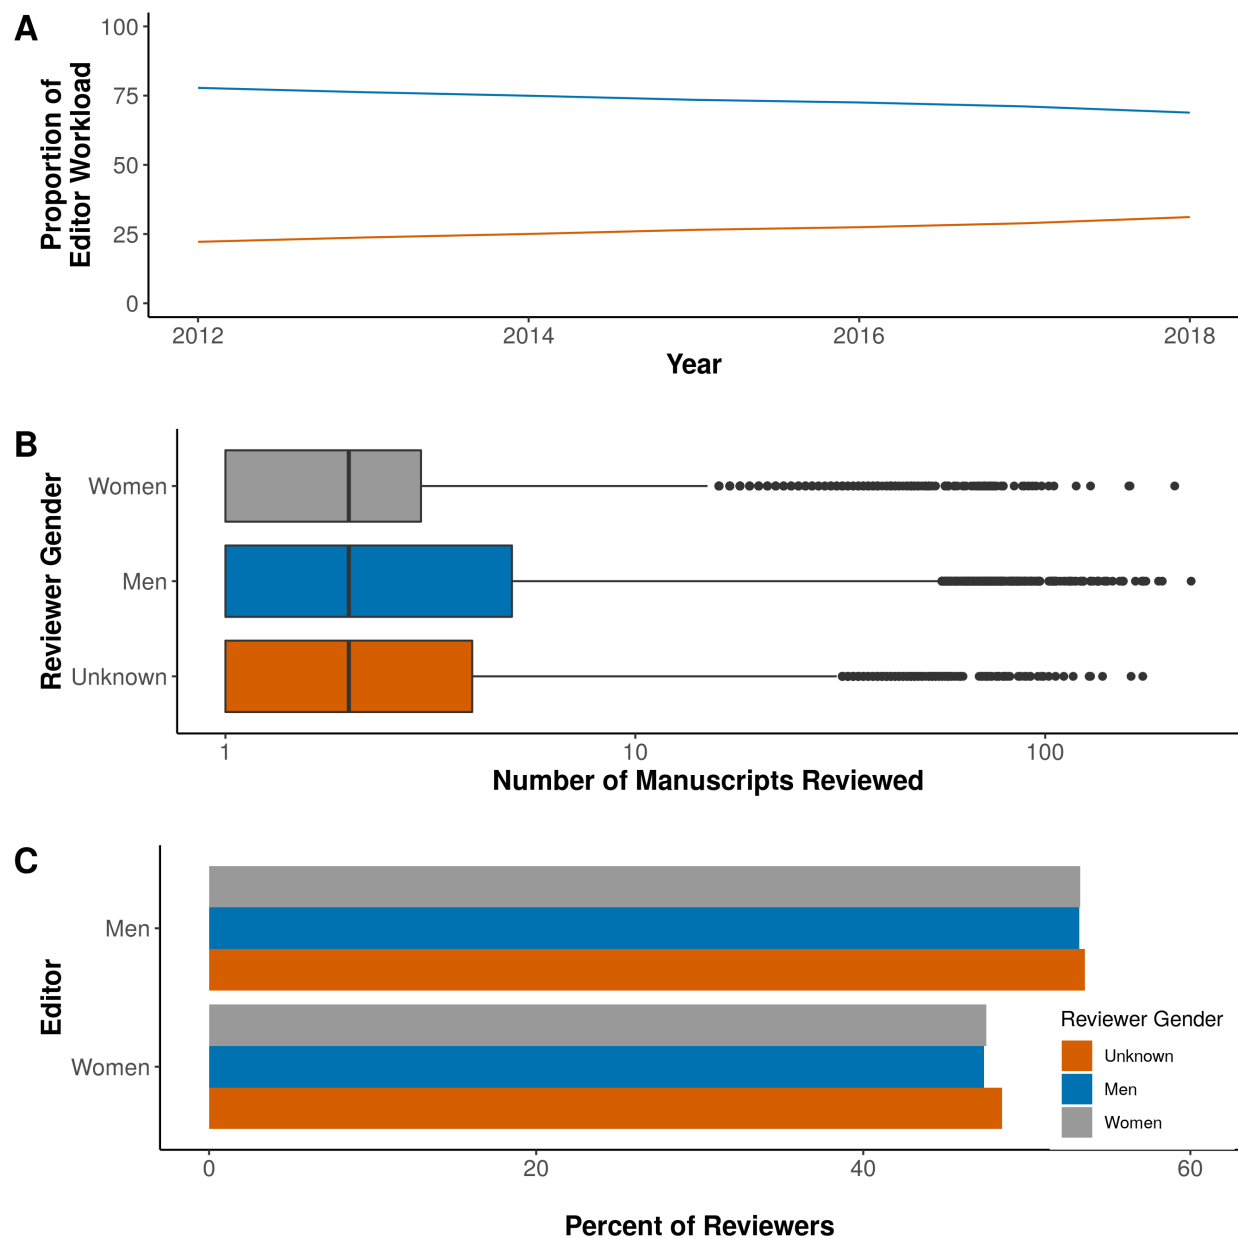 A
Proportion of
Editor Workload
100
75
50
25
0
2012 2014 2016 2018
Year
B
Reviewer Gender
Women
Men
Unknown
1 10 100
Number of Manuscripts Reviewed
C
Editor
Men
Women
Reviewer Gender
Unknown
Men
Women
0 20 40 60
Percent of Reviewers